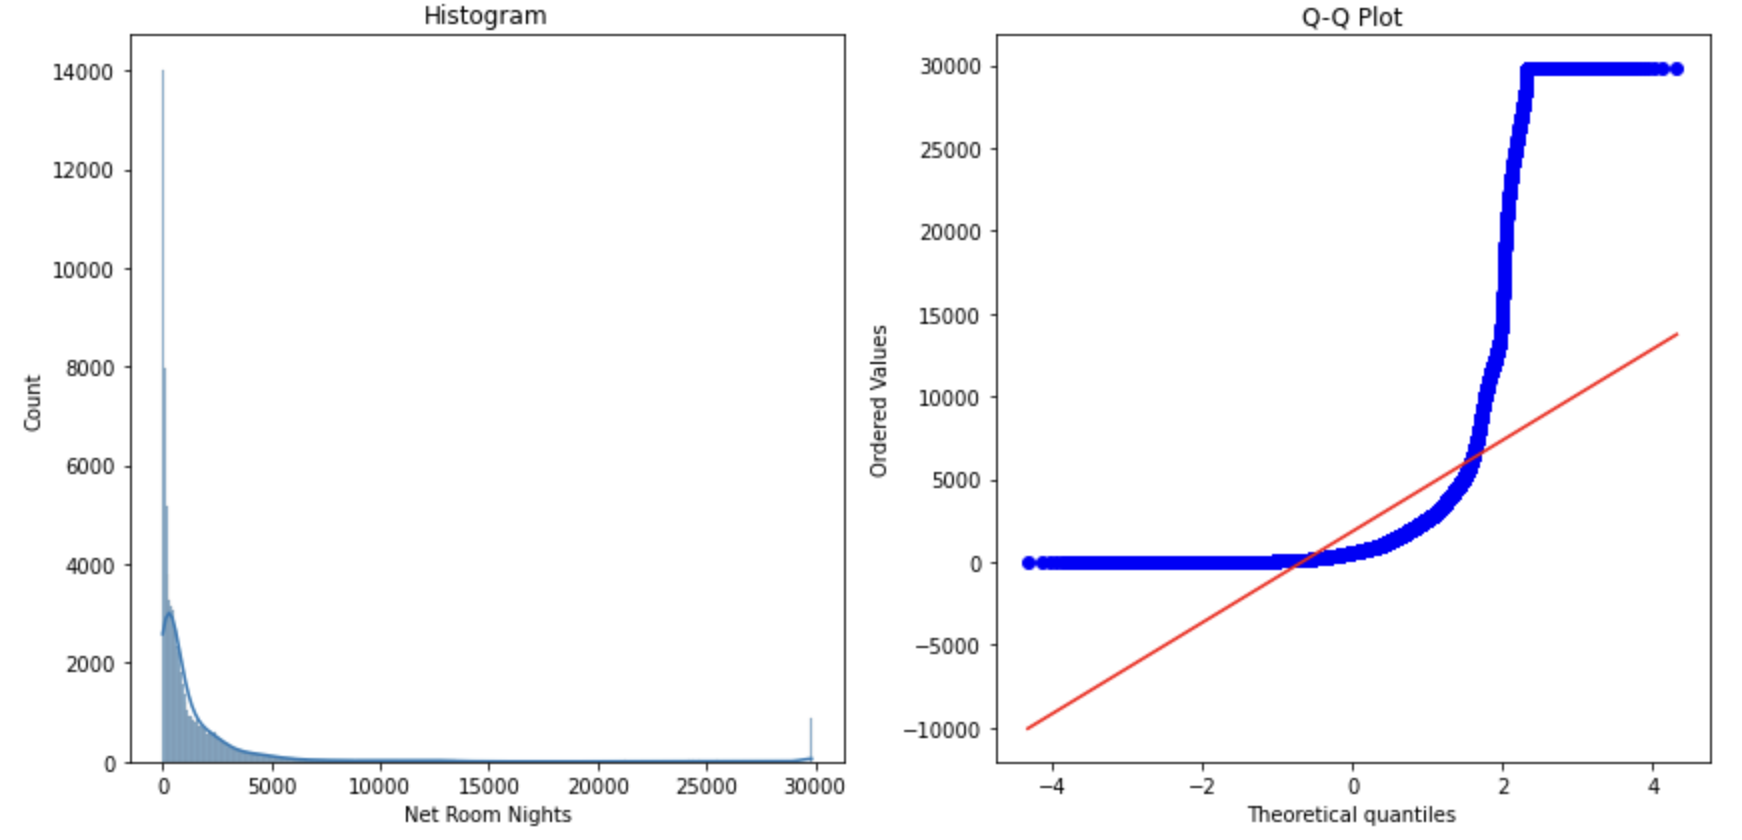 Histogram
14000
12000
10000
8000
6000
4000
2000
0
Count
0 5000 10000 15000 20000 25000 30000
Net Room Nights
Q-Q Plot
30000
25000
20000
15000
10000
5000
0
−5000
−10000
Ordered Values
−4 −2 0 2 4
Theoretical quantiles